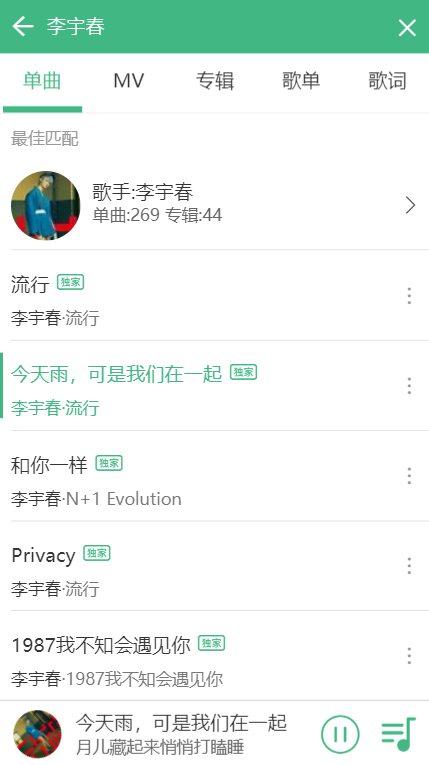 李宇春
单曲 MV 专辑 歌单 歌词
最佳匹配
歌手:李宇春
单曲:269 专辑:44
流行 独家
李宇春·流行
今天雨，可是我们在一起 独家
李宇春·流行
和你一样 独家
李宇春·N+1 Evolution
Privacy 独家
李宇春·流行
1987我不知会遇见你 独家
李宇春·1987我不知会遇见你
今天雨，可是我们在一起
月儿藏起来悄悄打瞌睡